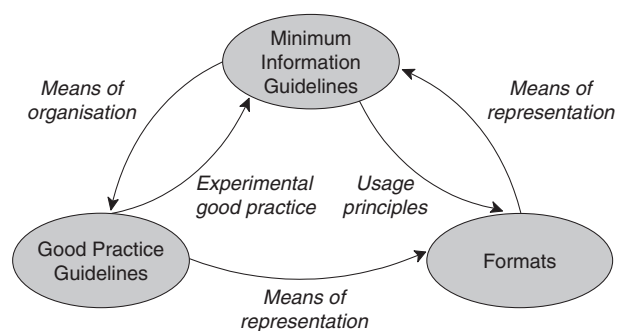 Minimum
Information
Guidelines
Means of
organisation
Means of
representation
Experimental
good practice
Usage
principles
Good Practice
Guidelines
Formats
Means of
representation